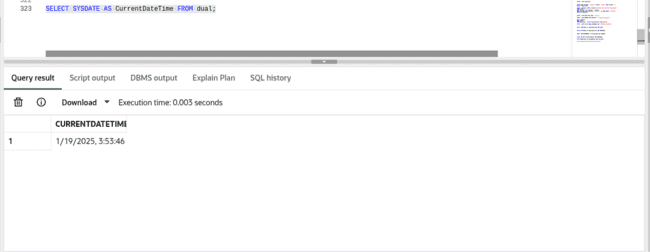 323 SELECT SYSDATE AS CurrentDateTime FROM dual;
Query result Script output DBMS output Explain Plan SQL history
Download Execution time: 0.003 seconds
CURRENTDATETIME
1 1/19/2025, 3:53:46